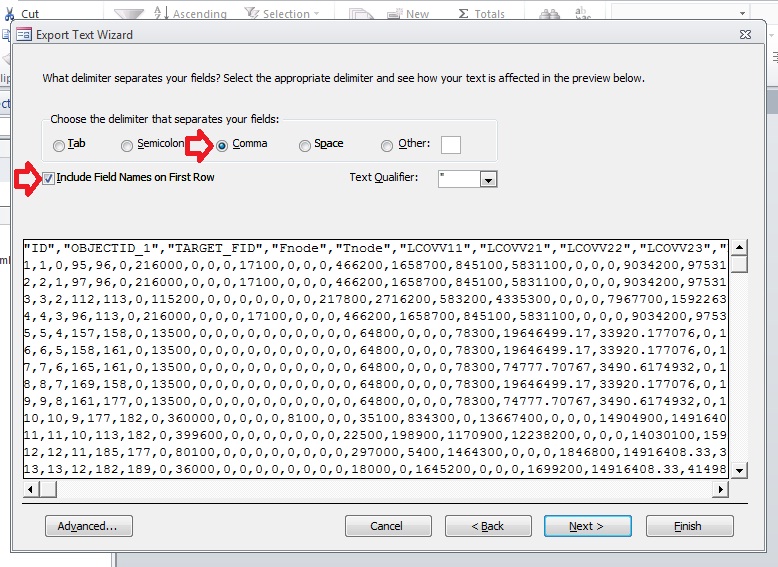 Cut
Ascending
Selection
New
Σ Totals
Export Text Wizard
What delimiter separates your fields? Select the appropriate delimiter and see how your text is affected in the preview below.
Choose the delimiter that separates your fields:
Tab Semicolon Comma Space Other:
Include Field Names on First Row Text Qualifier: "
"ID","OBJECTID_1","TARGET_FID","Fnode","Tnode","LCOVV11","LCOVV21","LCOVV22","LCOVV23","
1,1,0,95,96,0,216000,0,0,0,17100,0,0,0,466200,1658700,845100,5831100,0,0,0,9034200,97531
2,2,1,97,96,0,216000,0,0,0,17100,0,0,0,466200,1658700,845100,5831100,0,0,0,9034200,97531
3,3,2,112,113,0,115200,0,0,0,0,0,0,0,217800,2716200,583200,4335300,0,0,0,7967700,1592263
4,4,3,96,113,0,216000,0,0,0,17100,0,0,0,466200,1658700,845100,5831100,0,0,0,9034200,9753
5,5,4,157,158,0,13500,0,0,0,0,0,0,0,64800,0,0,0,78300,19646499.17,33920.177076,0,1
6,6,5,158,161,0,13500,0,0,0,0,0,0,0,64800,0,0,0,78300,19646499.17,33920.177076,0,1
7,7,6,165,161,0,13500,0,0,0,0,0,0,0,64800,0,0,0,78300,74777.70767,3490.6174932,0,1
8,8,7,169,158,0,13500,0,0,0,0,0,0,0,64800,0,0,0,78300,19646499.17,33920.177076,0,1
9,9,8,161,177,0,13500,0,0,0,0,0,0,0,64800,0,0,0,78300,74777.70767,3490.6174932,0,1
10,10,9,177,182,0,360000,0,0,0,0,8100,0,0,35100,834300,0,13667400,0,0,0,14904900,1491640
11,11,10,113,182,0,399600,0,0,0,0,0,0,0,22500,198900,1170900,12238200,0,0,0,14030100,159
12,12,11,185,177,0,80100,0,0,0,0,0,0,0,297000,5400,1464300,0,0,0,1846800,14916408.33,3
13,13,12,182,189,0,36000,0,0,0,0,0,0,0,18000,0,1645200,0,0,0,1699200,14916408.33,41498
Advanced... Cancel < Back Next > Finish